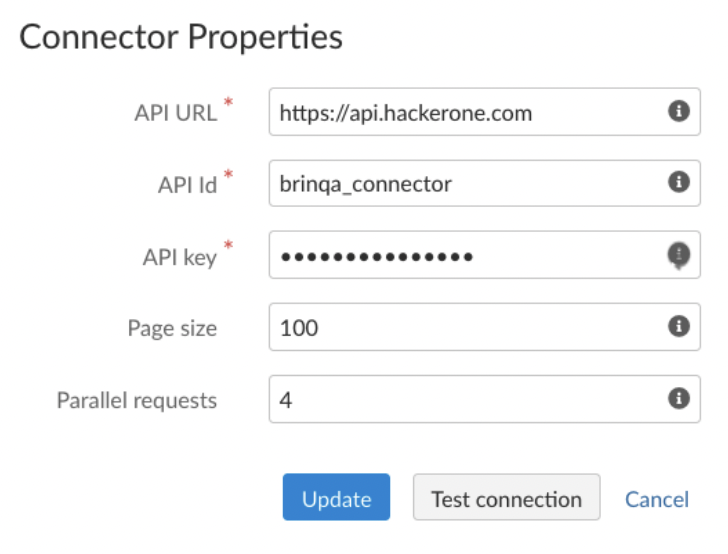 Connector Properties
API URL *
https://api.hackerone.com
API Id *
brinqa_connector
API key *
•••••••••••••••
Page size
100
Parallel requests
4
Update Test connection Cancel